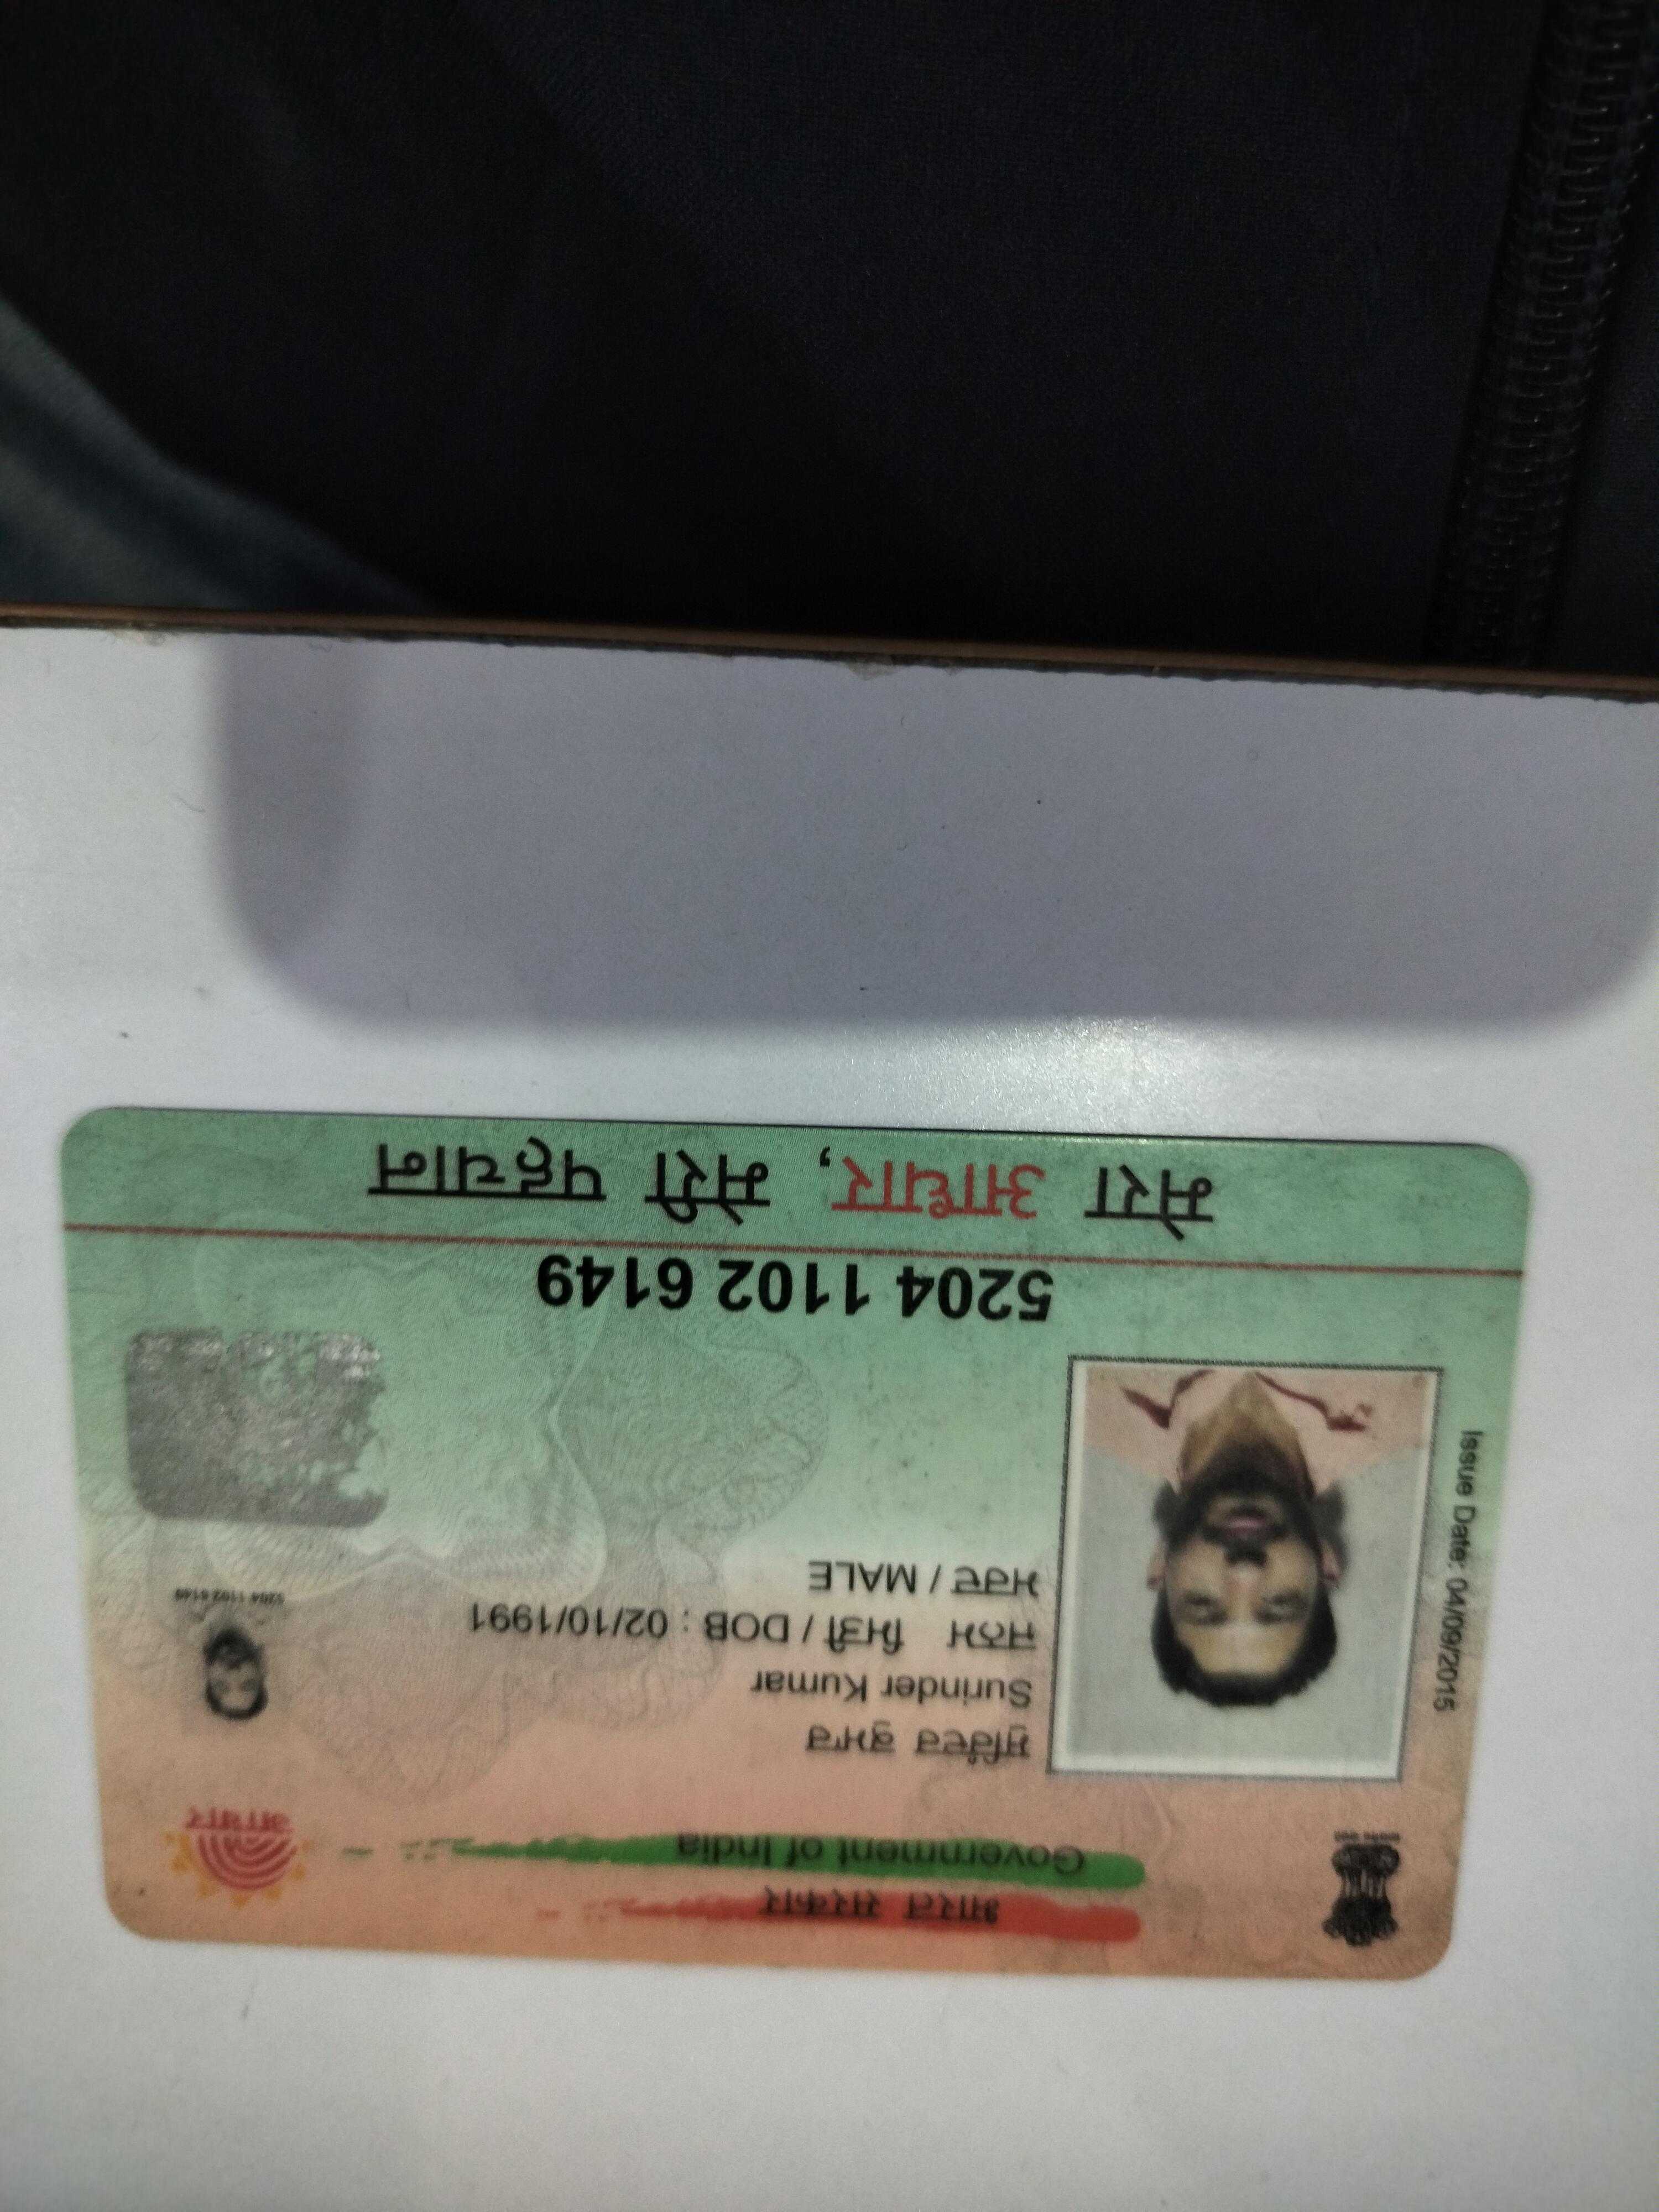 भारत सरकार
Government of India
आधार
ਸੁਰਿੰਦਰ ਕੁਮਾਰ
Surinder Kumar
ਜਨਮ ਮਿਤੀ / DOB : 02/10/1991
ਮਰਦ / MALE
Issue Date: 04/09/2015
5204 1102 6149
5204 1102 6149
मेरा आधार, मेरी पहचान